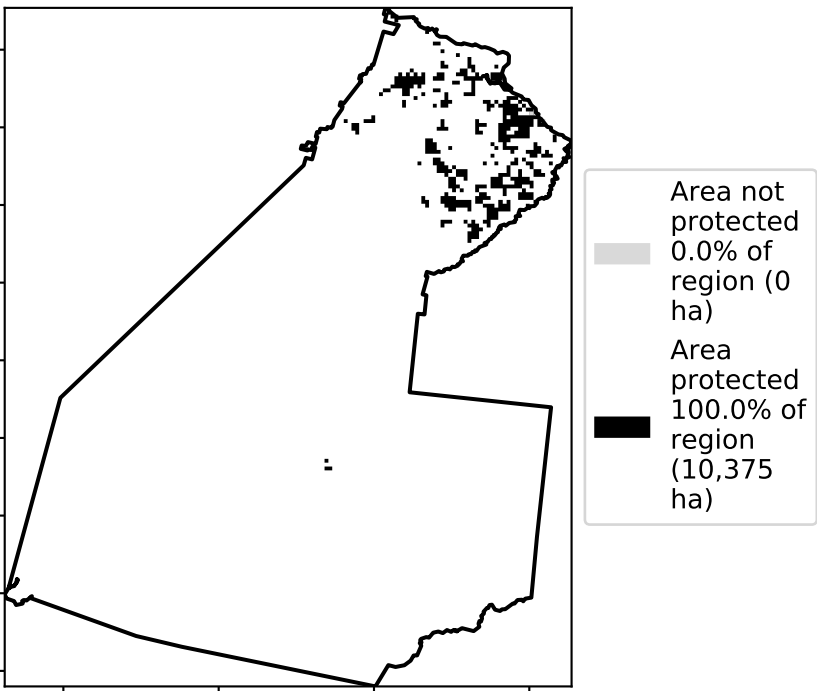 Area not
protected
0.0% of
region (0
ha)
Area
protected
100.0% of
region
(10,375
ha)